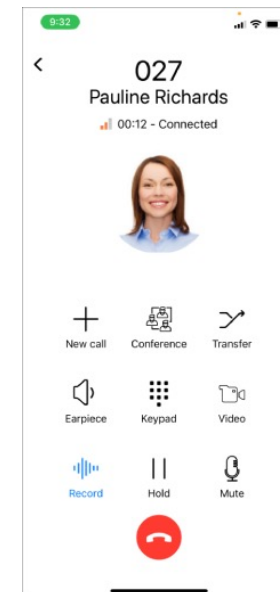 9:32
027
Pauline Richards
00:12 - Connected
New call Conference Transfer
Earpiece Keypad Video
Record Hold Mute